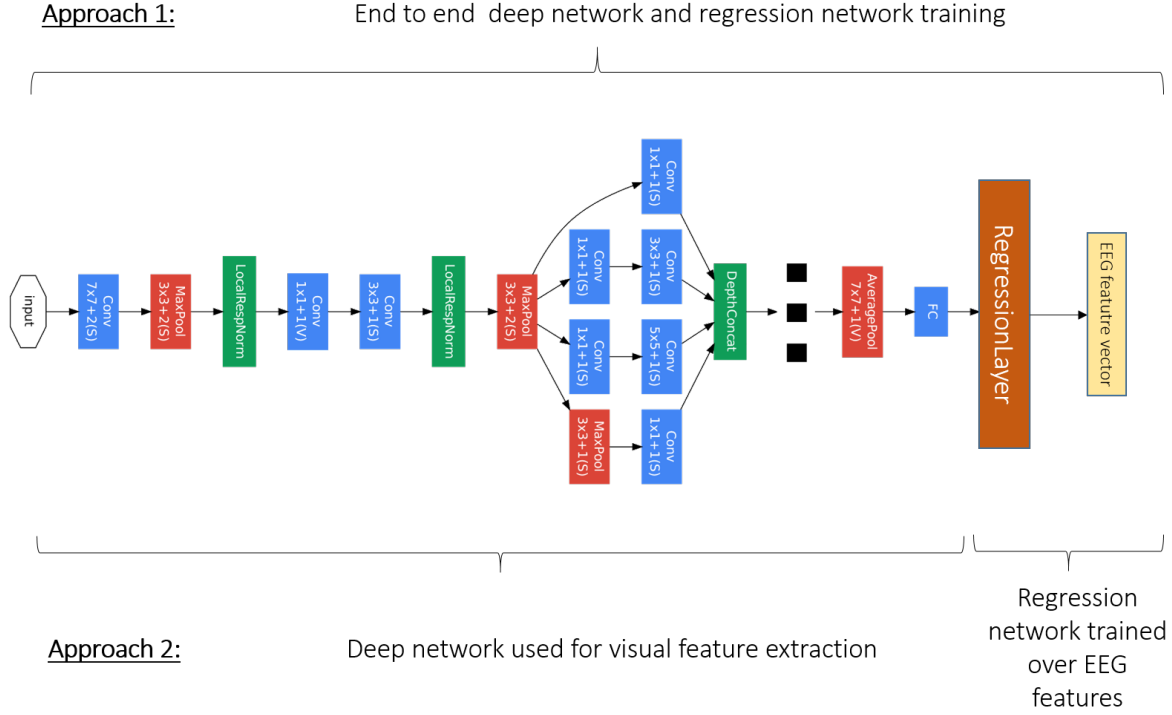 Approach 1:
End to end deep network and regression network training
input
Conv
7x7+2(S)
MaxPool
3x3+2(S)
LocalRespNorm
Conv
1x1+1(V)
Conv
3x3+1(S)
LocalRespNorm
MaxPool
3x3+2(S)
Conv
1x1+1(S)
Conv
1x1+1(S)
Conv
3x3+1(S)
Conv
1x1+1(S)
Conv
5x5+1(S)
MaxPool
3x3+1(S)
Conv
1x1+1(S)
DepthConcat
AveragePool
7x7+1(V)
FC
RegressionLayer
EEG featutre vector
Approach 2:
Deep network used for visual feature extraction
Regression
network trained
over EEG
features